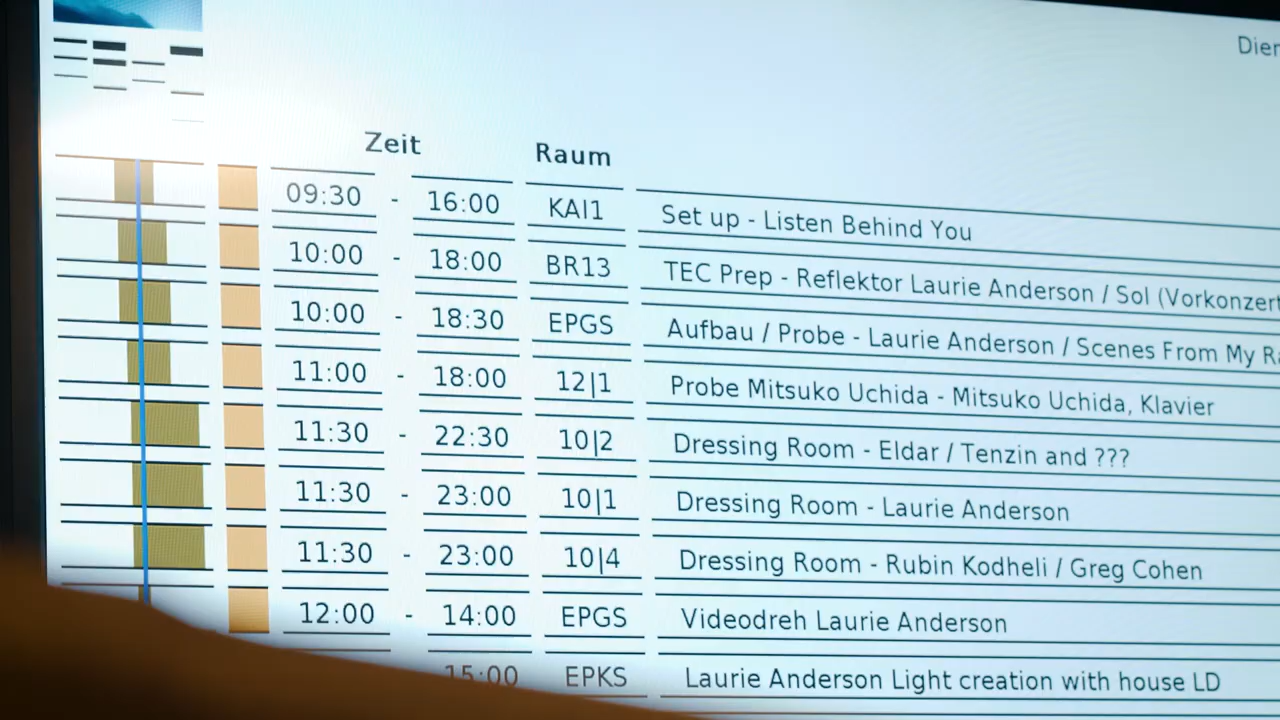 Zeit Raum
09:30 - 16:00 KAI1 Set up - Listen Behind You
10:00 - 18:00 BR13 TEC Prep - Reflektor Laurie Anderson / Sol (Vorkonzert
10:00 - 18:30 EPGS Aufbau / Probe - Laurie Anderson / Scenes From My
11:00 - 18:00 12|1 Probe Mitsuko Uchida - Mitsuko Uchida, Klavier
11:30 - 22:30 10|2 Dressing Room - Eldar / Tenzin and ???
11:30 - 23:00 10|1 Dressing Room - Laurie Anderson
11:30 - 23:00 10|4 Dressing Room - Rubin Kodheli / Greg Cohen
12:00 - 14:00 EPGS Videodreh Laurie Anderson
15:00 EPKS Laurie Anderson Light creation with house LD